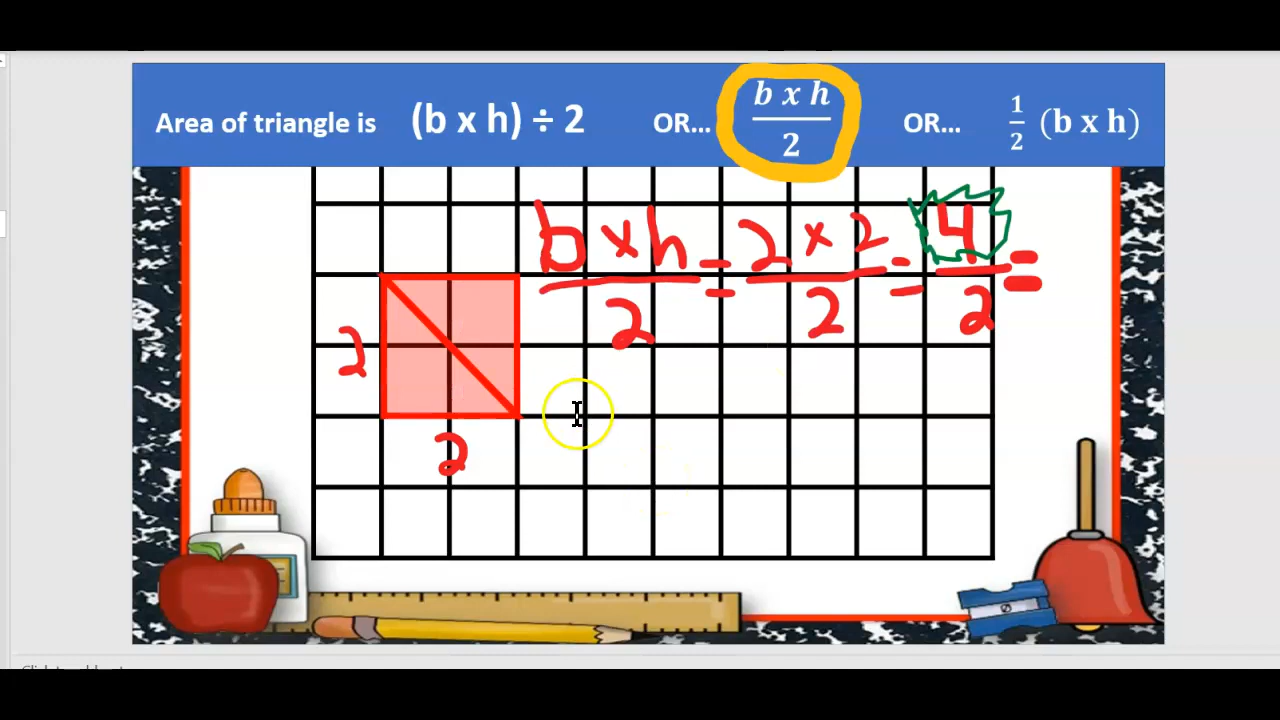 Area of triangle is (b x h) ÷ 2 OR... b x h / 2 OR... 1/2 (b x h)
b x h / 2 = 2 x 2 / 2 = 4 / 2 =
2
2